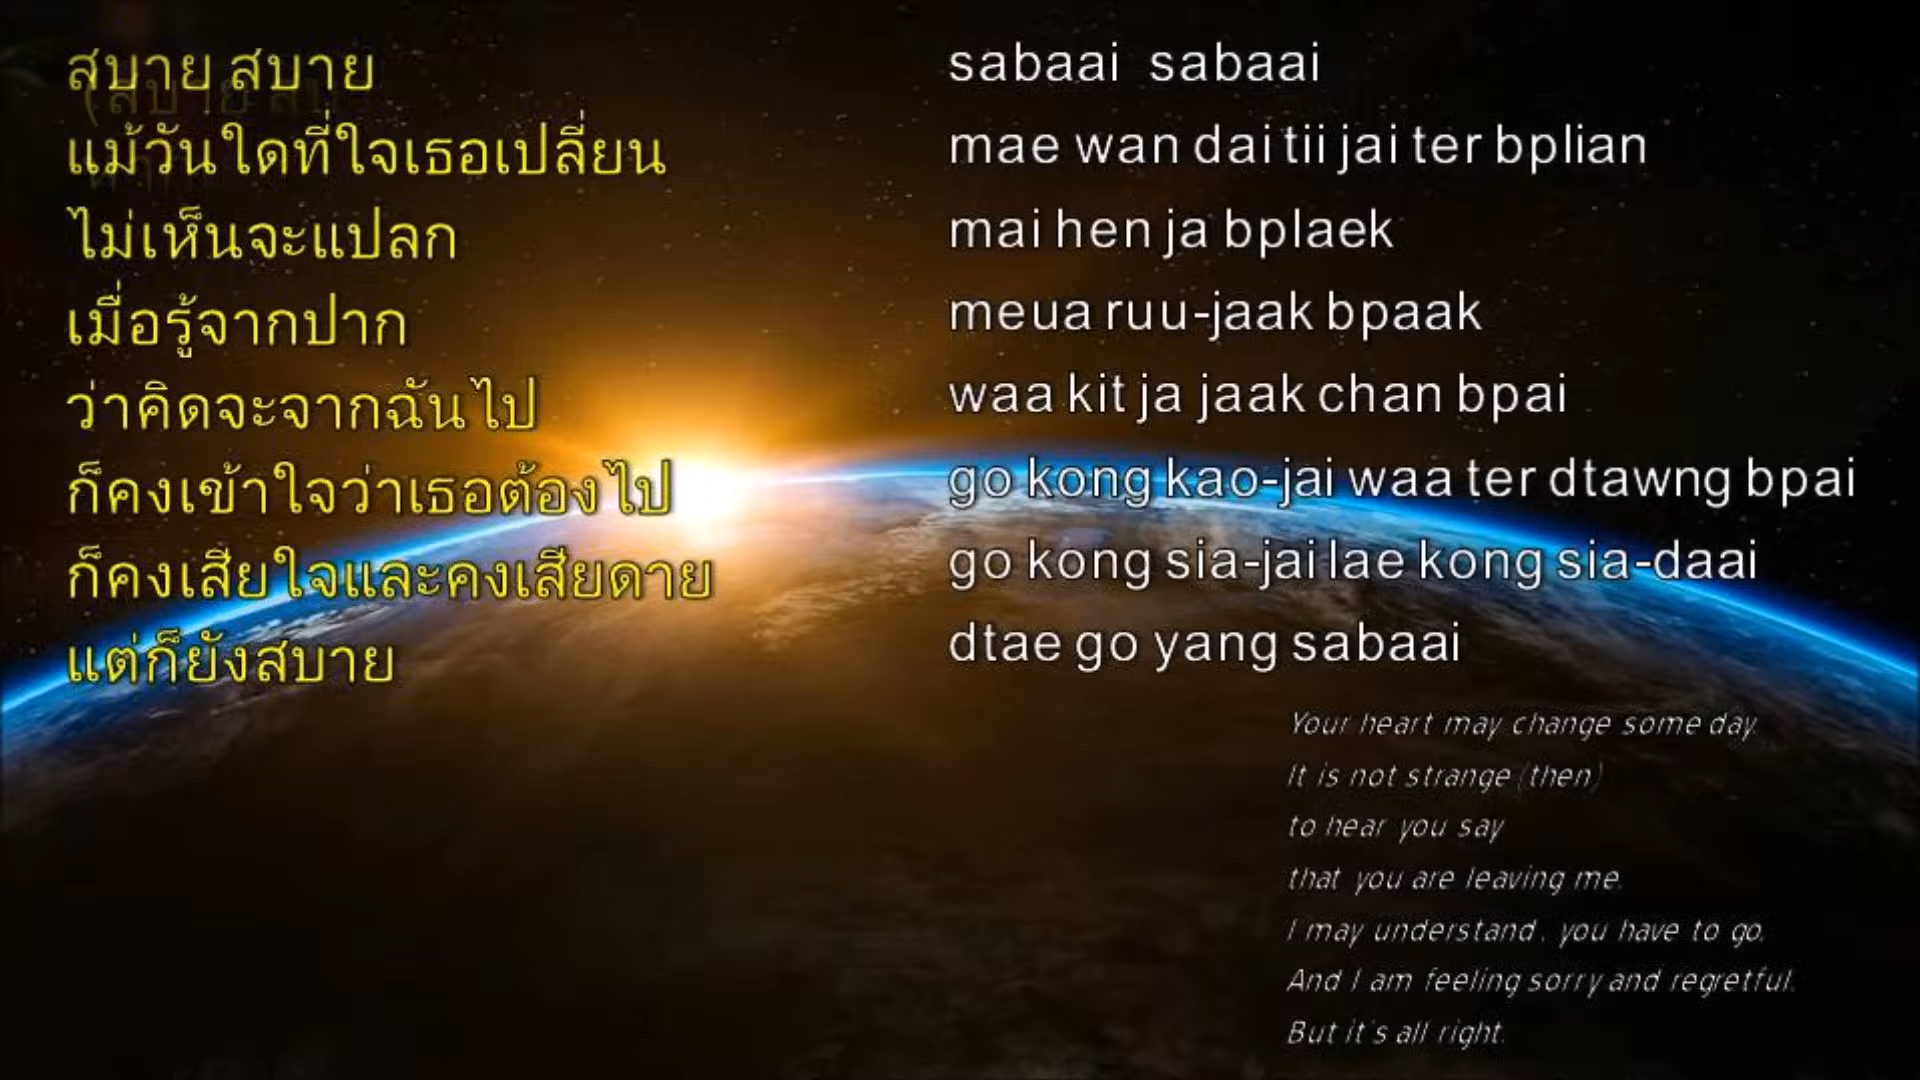 สบาย สบาย
แม้วันใดที่ใจเธอเปลี่ยน
ไม่เห็นจะแปลก
เมื่อรู้จากปาก
ว่าคิดจะจากฉันไป
ก็คงเข้าใจว่าเธอต้องไป
ก็คงเสียใจและคงเสียดาย
แต่ก็ยังสบาย
sabaai sabaai
mae wan dai tii jai ter bplian
mai hen ja bplaek
meua ruu-jaak bpaak
waa kit ja jaak chan bpai
go kong kao-jai waa ter dtawng bpai
go kong sia-jai lae kong sia-daai
dtae go yang sabaai
Your heart may change some day.
It is not strange (then)
to hear you say
that you are leaving me.
I may understand, you have to go.
And I am feeling sorry and regretful.
But it's all right.